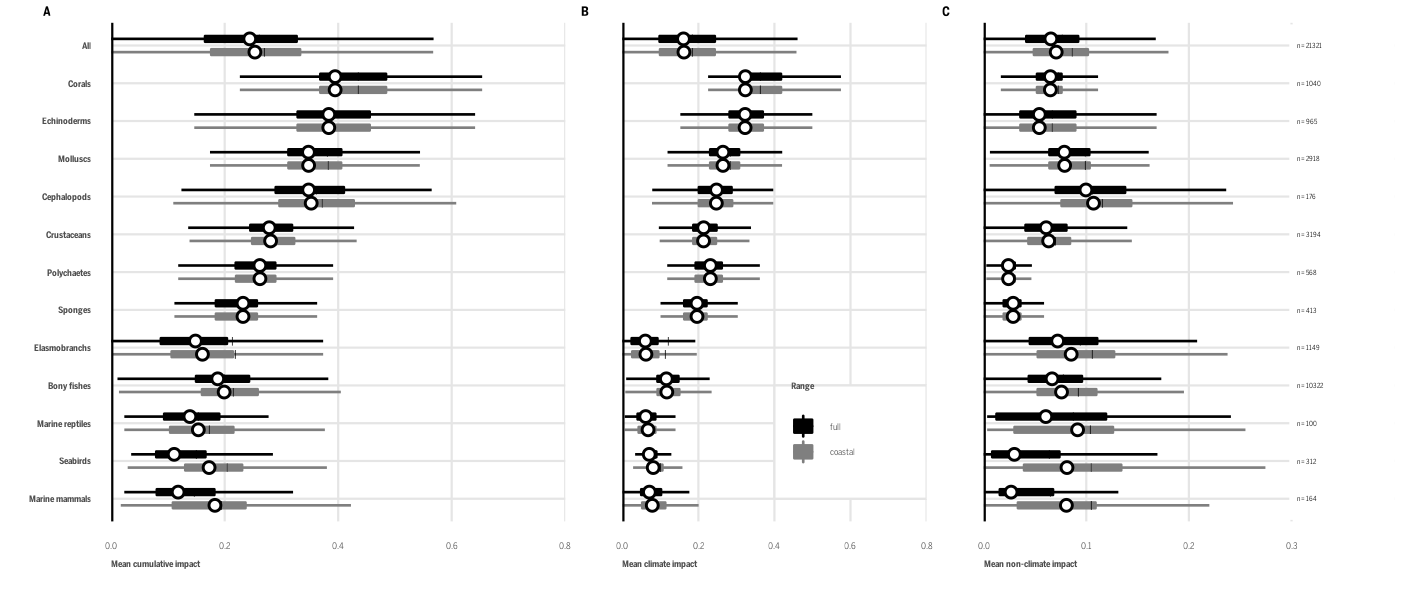 A B C
All n= 21321
Corals n= 1040
Echinoderms n= 965
Molluscs n= 2918
Cephalopods n= 176
Crustaceans n= 3194
Polychaetes n= 568
Sponges n= 413
Elasmobranchs n= 1149
Bony fishes Range n= 10322
Marine reptiles full n= 100
Seabirds coastal n= 312
Marine mammals n= 164
0.0 0.2 0.4 0.6 0.8 0.0 0.2 0.4 0.6 0.8 0.0 0.1 0.2 0.3
Mean cumulative impact Mean climate impact Mean non-climate impact